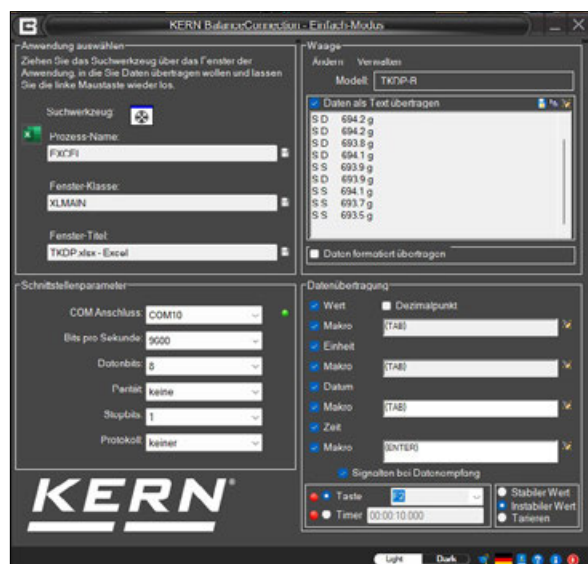 KERN BalanceConnection - Einfach-Modus
Anwendung auswählen
Ziehen Sie das Suchwerkzeug über das Fenster der
Anwendung, in die Sie Daten übertragen wollen und lassen
Sie die linke Maustaste wieder los.
Suchwerkzeug:
Prozess-Name:
EXCEL
Fenster-Klasse:
XLMAIN
Fenster-Titel:
TKDP.xlsx - Excel
Waage
Ändern Verwalten
Modell: TKDP-R
Daten als Text übertragen
S D 694.2 g
S D 694.2 g
S D 693.8 g
S D 694.1 g
S S 693.9 g
S D 693.9 g
S S 694.1 g
S S 693.7 g
S S 693.5 g
Daten formatiert übertragen
Schnittstellenparameter
COM Anschluss: COM10
Bits pro Sekunde: 9600
Datenbits: 8
Parität: keine
Stopbits: 1
Protokoll: keiner
KERN
Datenübertragung
Wert Dezimalpunkt
Makro {TAB}
Einheit
Makro {TAB}
Datum
Makro {TAB}
Zeit
Makro {ENTER}
Signalton bei Datenempfang
Taste F2
Timer 00:00:10.000
Stabiler Wert
Instabiler Wert
Tarieren
Light Dark